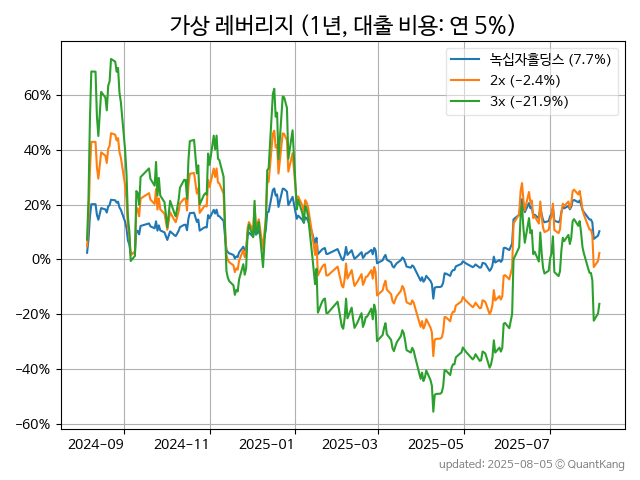 가상 레버리지 (1년, 대출 비용: 연 5%)
녹십자홀딩스 (7.7%)
2x (−2.4%)
3x (−21.9%)
60%
40%
20%
0%
−20%
−40%
−60%
2024-09 2024-11 2025-01 2025-03 2025-05 2025-07
updated: 2025-08-05 © QuantKang